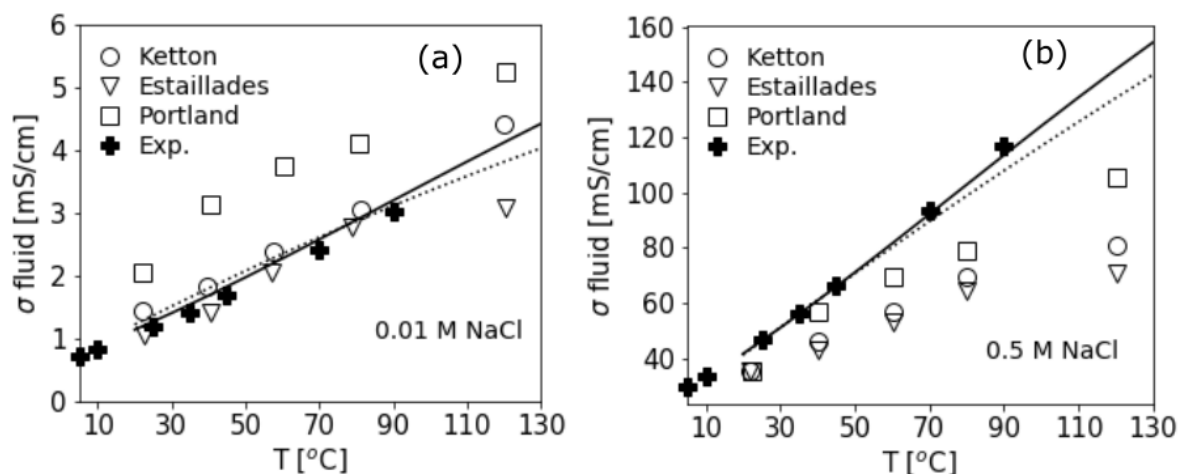 6
5
4
3
2
1
0
σ fluid [mS/cm]
(a)
Ketton
Estaillades
Portland
Exp.
0.01 M NaCl
10 30 50 70 90 110 130
T [°C]
160
140
120
100
80
60
40
σ fluid [mS/cm]
(b)
Ketton
Estaillades
Portland
Exp.
0.5 M NaCl
10 30 50 70 90 110 130
T [°C]